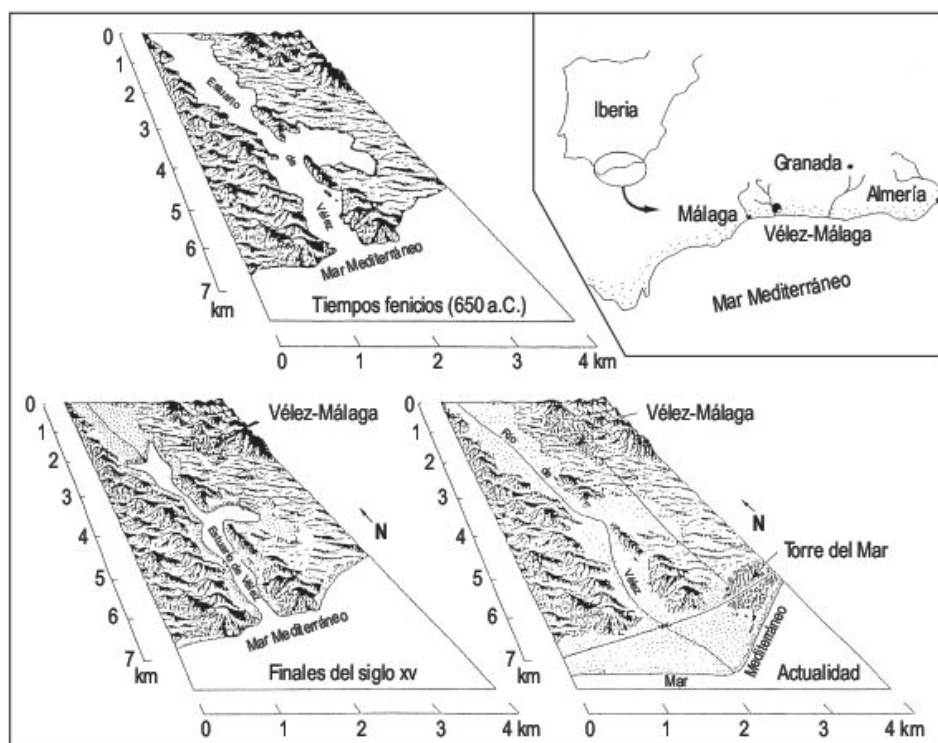 0
1
2
3
4
5
6
7
km
Estuario
de
Vélez
Mar Mediterráneo
Tiempos fenicios (650 a.C.)
0 1 2 3 4 km
Iberia
Granada
Almería
Málaga
Vélez-Málaga
Mar Mediterráneo
0
1
2
3
4
5
6
7
km
Vélez-Málaga
N
Estuario de Vélez
Mar Mediterráneo
Finales del siglo XV
0 1 2 3 4 km
0
1
2
3
4
5
6
7
km
Vélez-Málaga
Río
de
Vélez
N
Torre del Mar
Mar
Mediterráneo
Actualidad
0 1 2 3 4 km